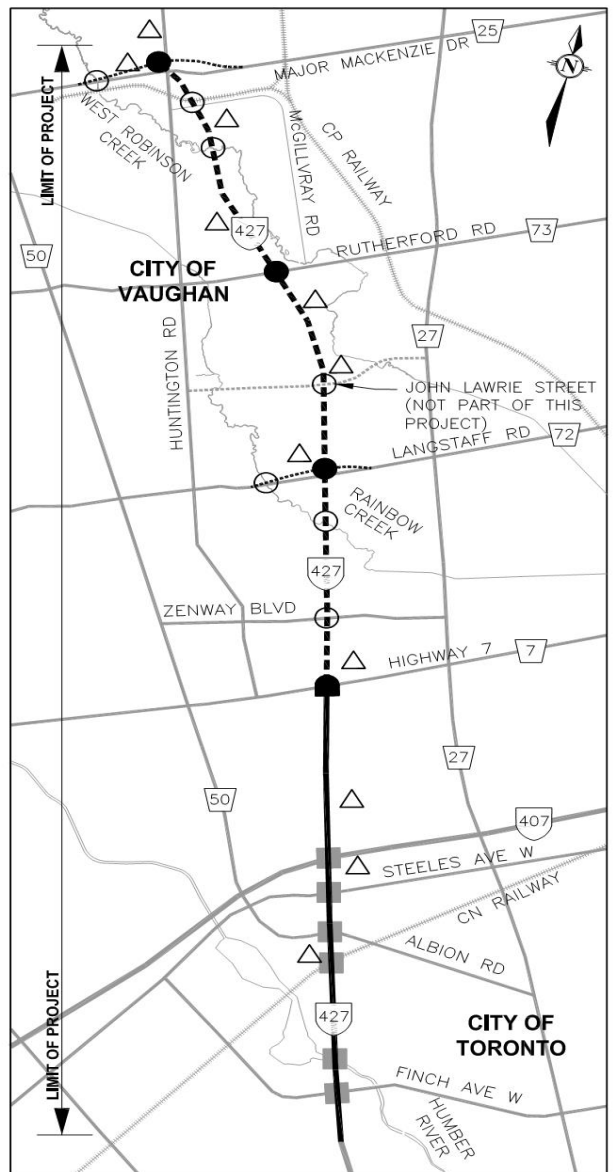 25
MAJOR MACKENZIE DR
N
LIMIT OF PROJECT
WEST ROBINSON
CREEK
McGILLVRAY RD
CP RAILWAY
427
RUTHERFORD RD
73
50
CITY OF
VAUGHAN
HUNTINGTON RD
27
JOHN LAWRIE STREET
(NOT PART OF THIS
PROJECT)
LANGSTAFF RD
72
RAINBOW
CREEK
427
ZENWAY BLVD
HIGHWAY 7
7
27
50
407
STEELES AVE W
CN RAILWAY
ALBION RD
LIMIT OF PROJECT
427
CITY OF
TORONTO
FINCH AVE W
HUMBER
RIVER